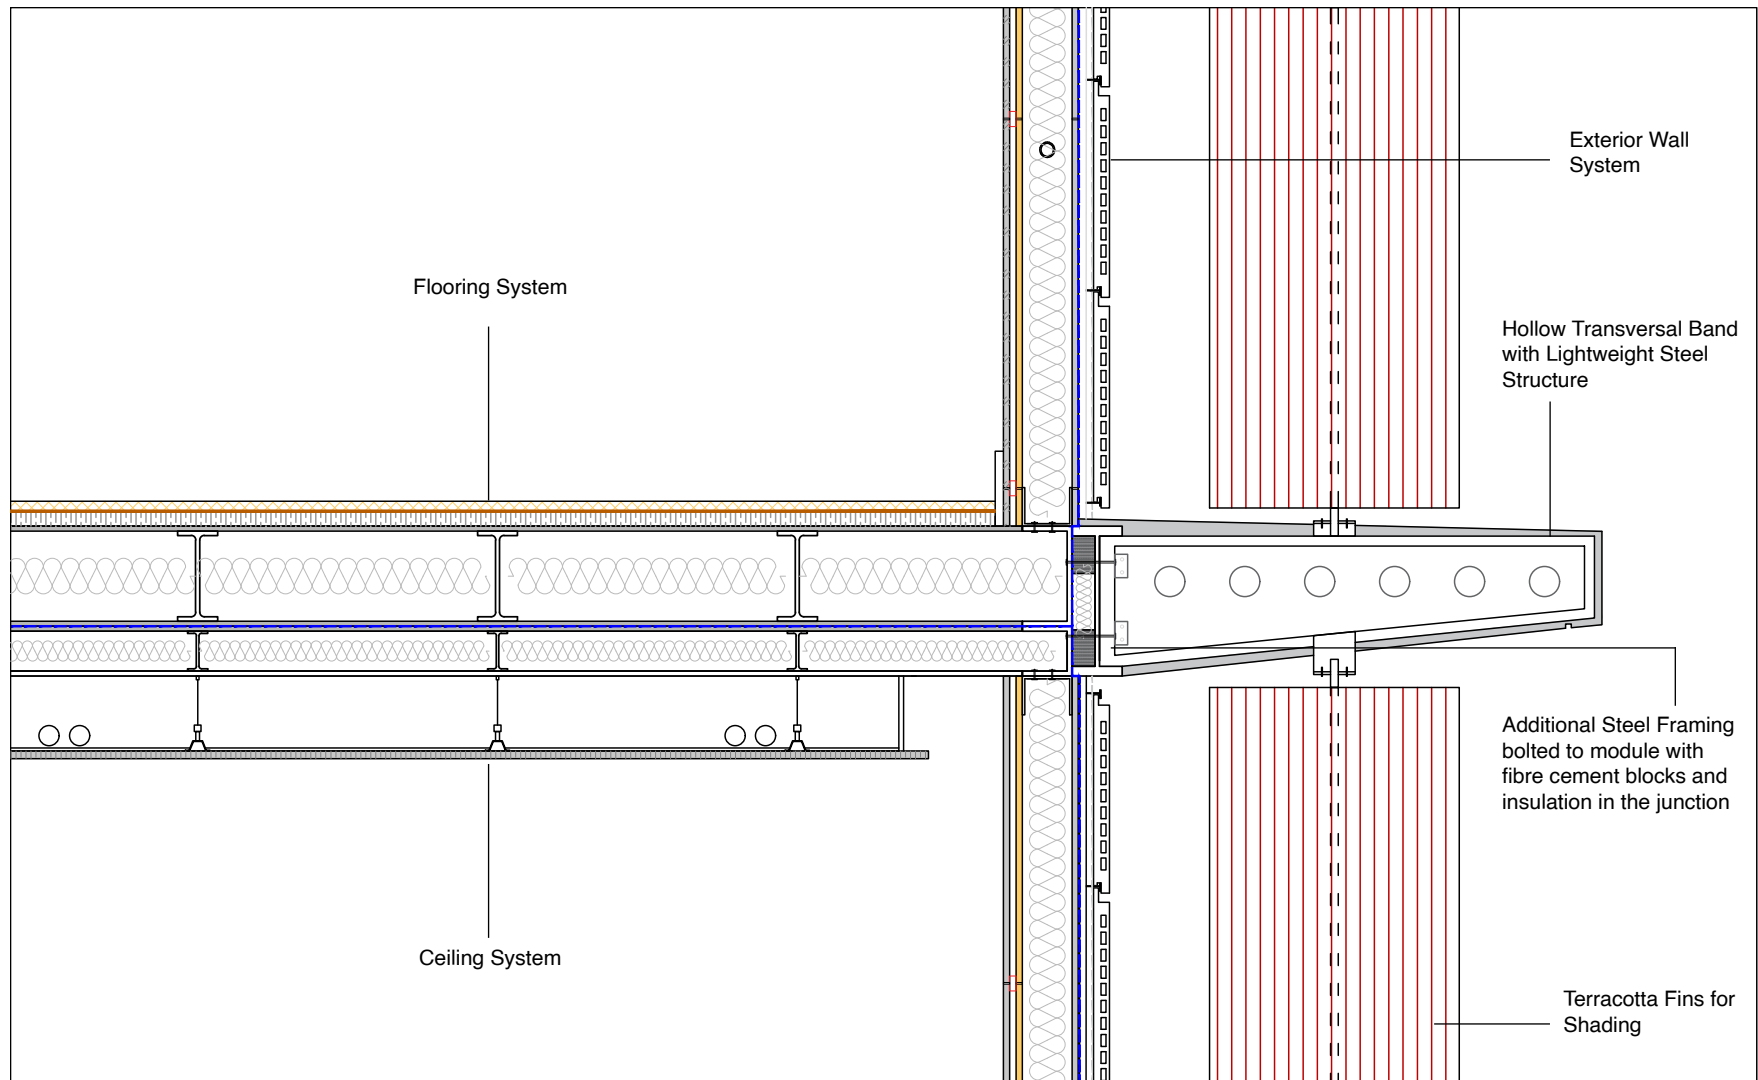 Exterior Wall
System
Flooring System
Hollow Transversal Band
with Lightweight Steel
Structure
Additional Steel Framing
bolted to module with
fibre cement blocks and
insulation in the junction
Ceiling System
Terracotta Fins for
Shading